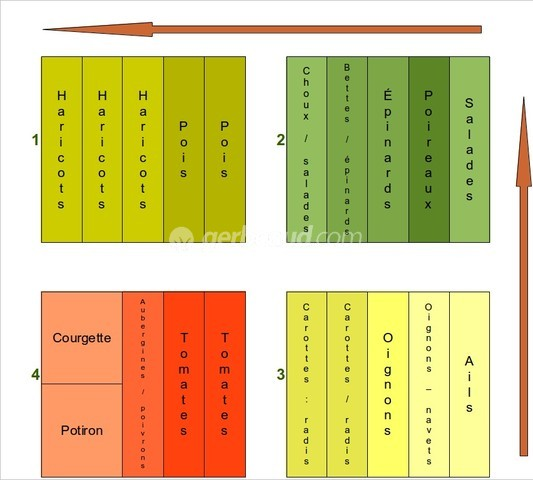 1
Haricots
Haricots
Haricots
Pois
Pois
2
Choux / salades
Bettes / épinards
Épinards
Poireaux
Salades
gerbeaud.com
4
Courgette
Potiron
Aubergines / poivrons
Tomates
Tomates
3
Carottes : radis
Carottes / radis
Oignons
Oignons – navets
Ails